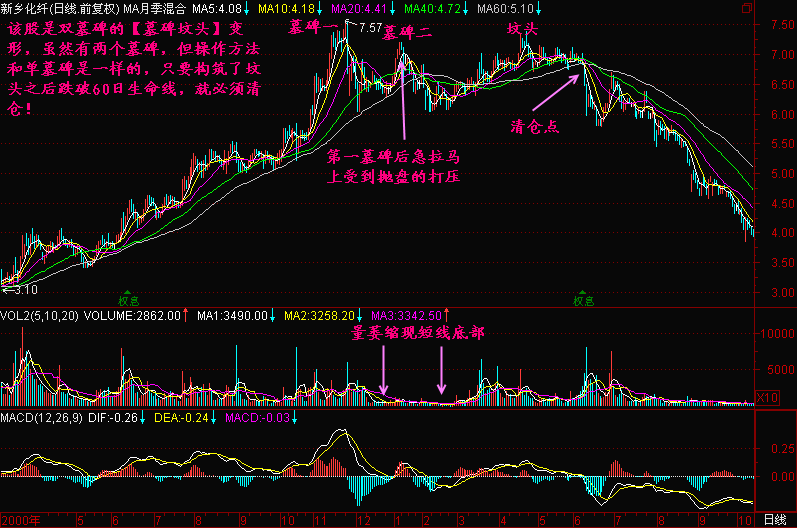 新乡化纤(日线.前复权) MA月季混合 MA5:4.08↓ MA10:4.18↓ MA20:4.41↓ MA40:4.72↓ MA60:5.10↓
该股是双墓碑的【墓碑坟头】变
形，虽然有两个墓碑，但操作方法
和单墓碑是一样的，只要构筑了坟
头之后跌破60日生命线，就必须清
仓！
墓碑一
7.57
墓碑二
坟头
清仓点
第一墓碑后急拉马
上受到抛盘的打压
3.10
权息
权息
7.50
7.00
6.50
6.00
5.50
5.00
4.50
4.00
3.50
3.00
VOL2(5,10,20) VOLUME:2862.00↑ MA1:3490.00↓ MA2:3258.20↓ MA3:3342.50↑
量萎缩现短线底部
10000
5000
X10
MACD(12,26,9) DIF:-0.26↓ DEA:-0.24↓ MACD:-0.03↓
0.25
0.00
2000年 5 6 7 8 9 10 11 12 1 2 3 4 5 6 7 8 9 10 日线